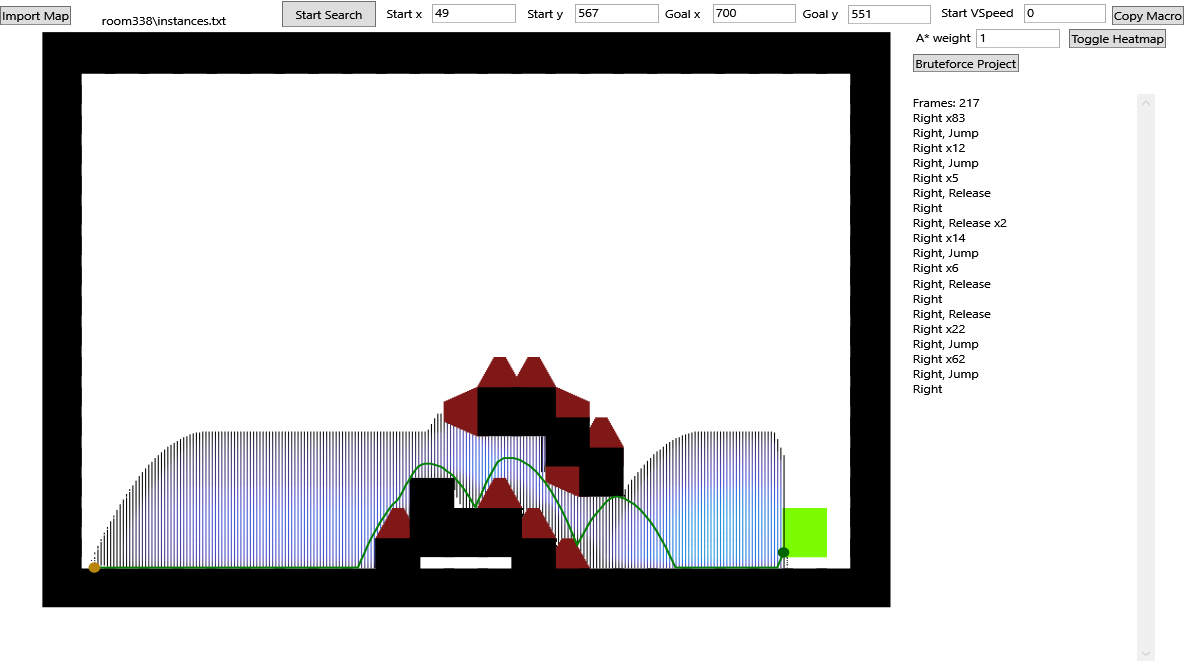 Import Map room338\instances.txt Start Search Start x 49 Start y 567 Goal x 700 Goal y 551 Start VSpeed 0 Copy Macro
A* weight 1 Toggle Heatmap
Bruteforce Project
Frames: 217
Right x83
Right, Jump
Right x12
Right, Jump
Right x5
Right, Release
Right
Right, Release x2
Right x14
Right, Jump
Right x6
Right, Release
Right
Right, Release
Right x22
Right, Jump
Right x62
Right, Jump
Right